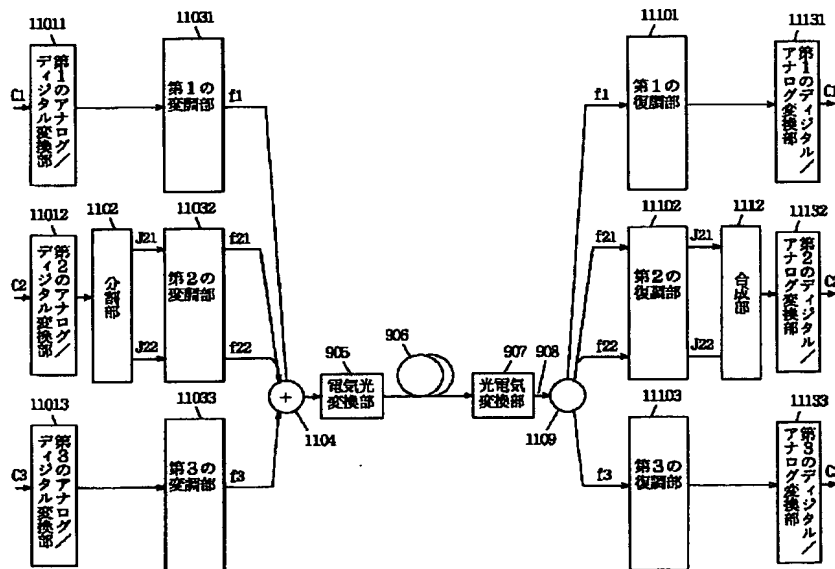 11011
11031
11101
11131
C1
第1のアナログ/
ディジタル変換部
第1の
変調部
f1
f1
第1の
復調部
第1のディジタル/
アナログ変換部
C1
11012
1102
11032
11102
1112
11132
C2
第2のアナログ/
ディジタル変換部
分割部
J21
J22
第2の
変調部
f21
f22
f21
f22
第2の
復調部
J21
J22
合成部
第2のディジタル/
アナログ変換部
905
906
907
908
電気光
変換部
光電気
変換部
+
1104
1109
11013
11033
11103
11133
C3
第3のアナログ/
ディジタル変換部
第3の
変調部
f3
f3
第3の
復調部
第3のディジタル/
アナログ変換部